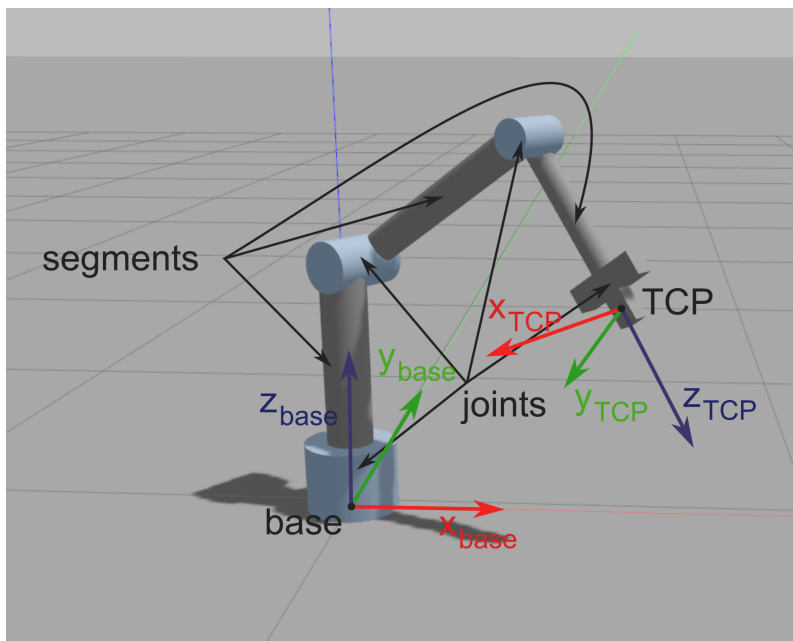 segments
TCP
x_TCP
y_base
z_base
joints
y_TCP
z_TCP
base
x_base